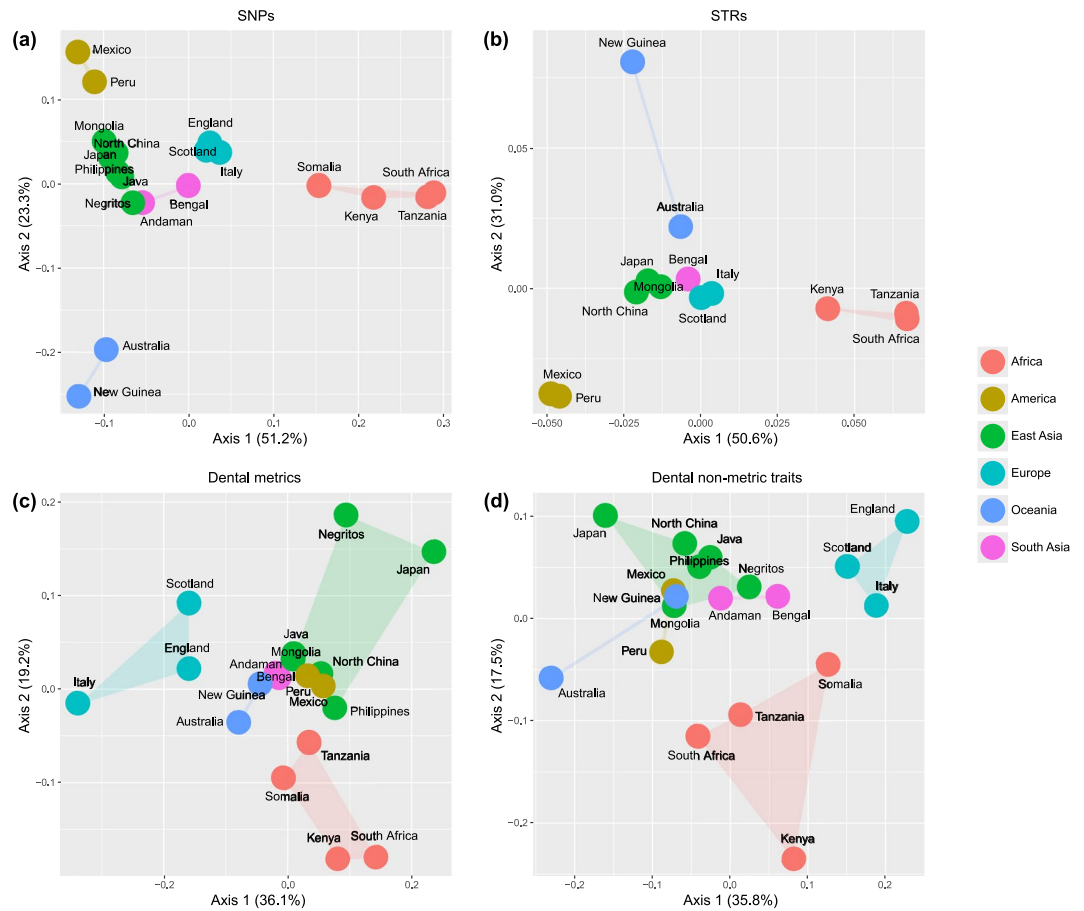 SNPs
(a)
Mexico
Peru
Mongolia
North China
Japan
Philippines
Java
Negritos
Andaman
Bengal
England
Scotland
Italy
Somalia
Kenya
South Africa
Tanzania
Australia
New Guinea
0.1
0.0
−0.1
−0.2
Axis 2 (23.3%)
−0.1
0.0
0.1
0.2
0.3
Axis 1 (51.2%)
STRs
(b)
New Guinea
Australia
Japan
Bengal
Italy
Mongolia
North China
Scotland
Kenya
Tanzania
South Africa
Mexico
Peru
0.05
0.00
Axis 2 (31.0%)
−0.050
−0.025
0.000
0.050
Axis 1 (50.6%)
Africa
America
East Asia
Europe
Oceania
South Asia
Dental metrics
(c)
Negritos
Japan
Scotland
England
Italy
Java
Mongolia
Andaman
Bengal
North China
New Guinea
Peru
Mexico
Philippines
Australia
Tanzania
Somalia
Kenya
South Africa
0.2
0.1
0.0
−0.1
Axis 2 (19.2%)
−0.2
0.0
0.2
Axis 1 (36.1%)
Dental non-metric traits
(d)
Japan
North China
Java
Philippines
Mexico
Negritos
New Guinea
Andaman
Bengal
Mongolia
Peru
Australia
England
Scotland
Italy
Somalia
Tanzania
South Africa
Kenya
0.1
0.0
−0.1
−0.2
Axis 2 (17.5%)
−0.2
−0.1
0.0
0.1
0.2
Axis 1 (35.8%)